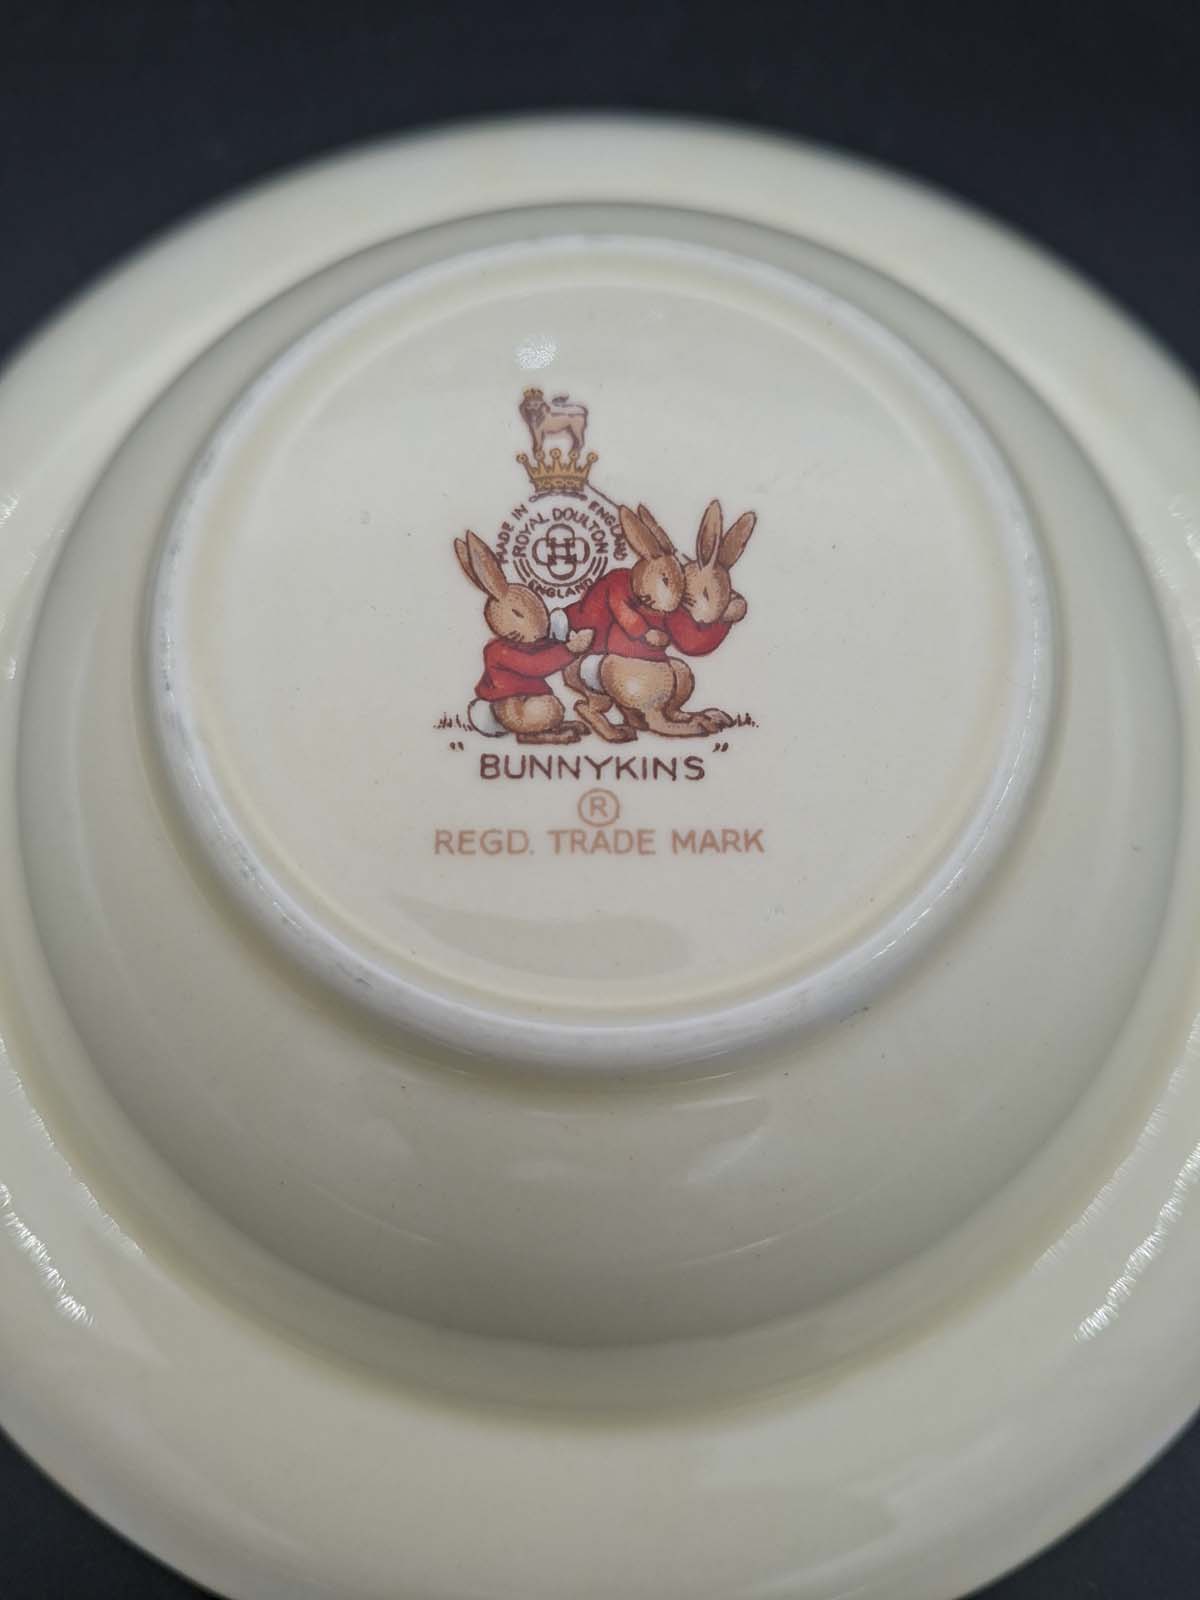 MADE IN ENGLAND
ROYAL DOULTON
ENGLAND
"BUNNYKINS"
®
REGD. TRADE MARK